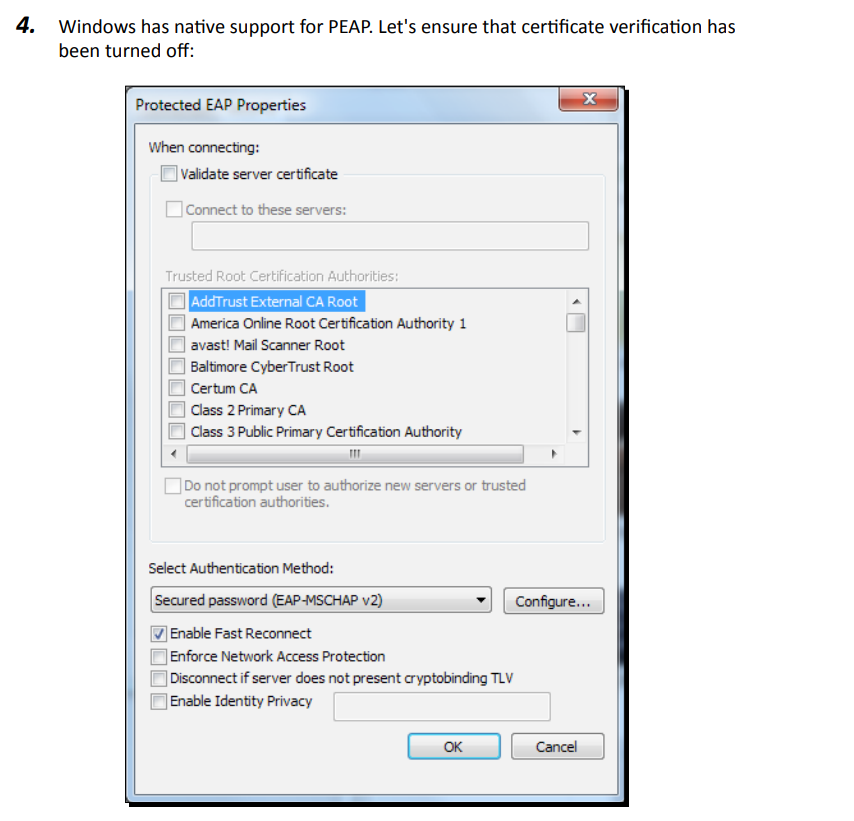 4. Windows has native support for PEAP. Let's ensure that certificate verification has
been turned off:
Protected EAP Properties
When connecting:
Validate server certificate
Connect to these servers:
Trusted Root Certification Authorities:
AddTrust External CA Root
America Online Root Certification Authority 1
avast! Mail Scanner Root
Baltimore CyberTrust Root
Certum CA
Class 2 Primary CA
Class 3 Public Primary Certification Authority
Do not prompt user to authorize new servers or trusted
certification authorities.
Select Authentication Method:
Secured password (EAP-MSCHAP v2)
Configure...
Enable Fast Reconnect
Enforce Network Access Protection
Disconnect if server does not present cryptobinding TLV
Enable Identity Privacy
OK
Cancel